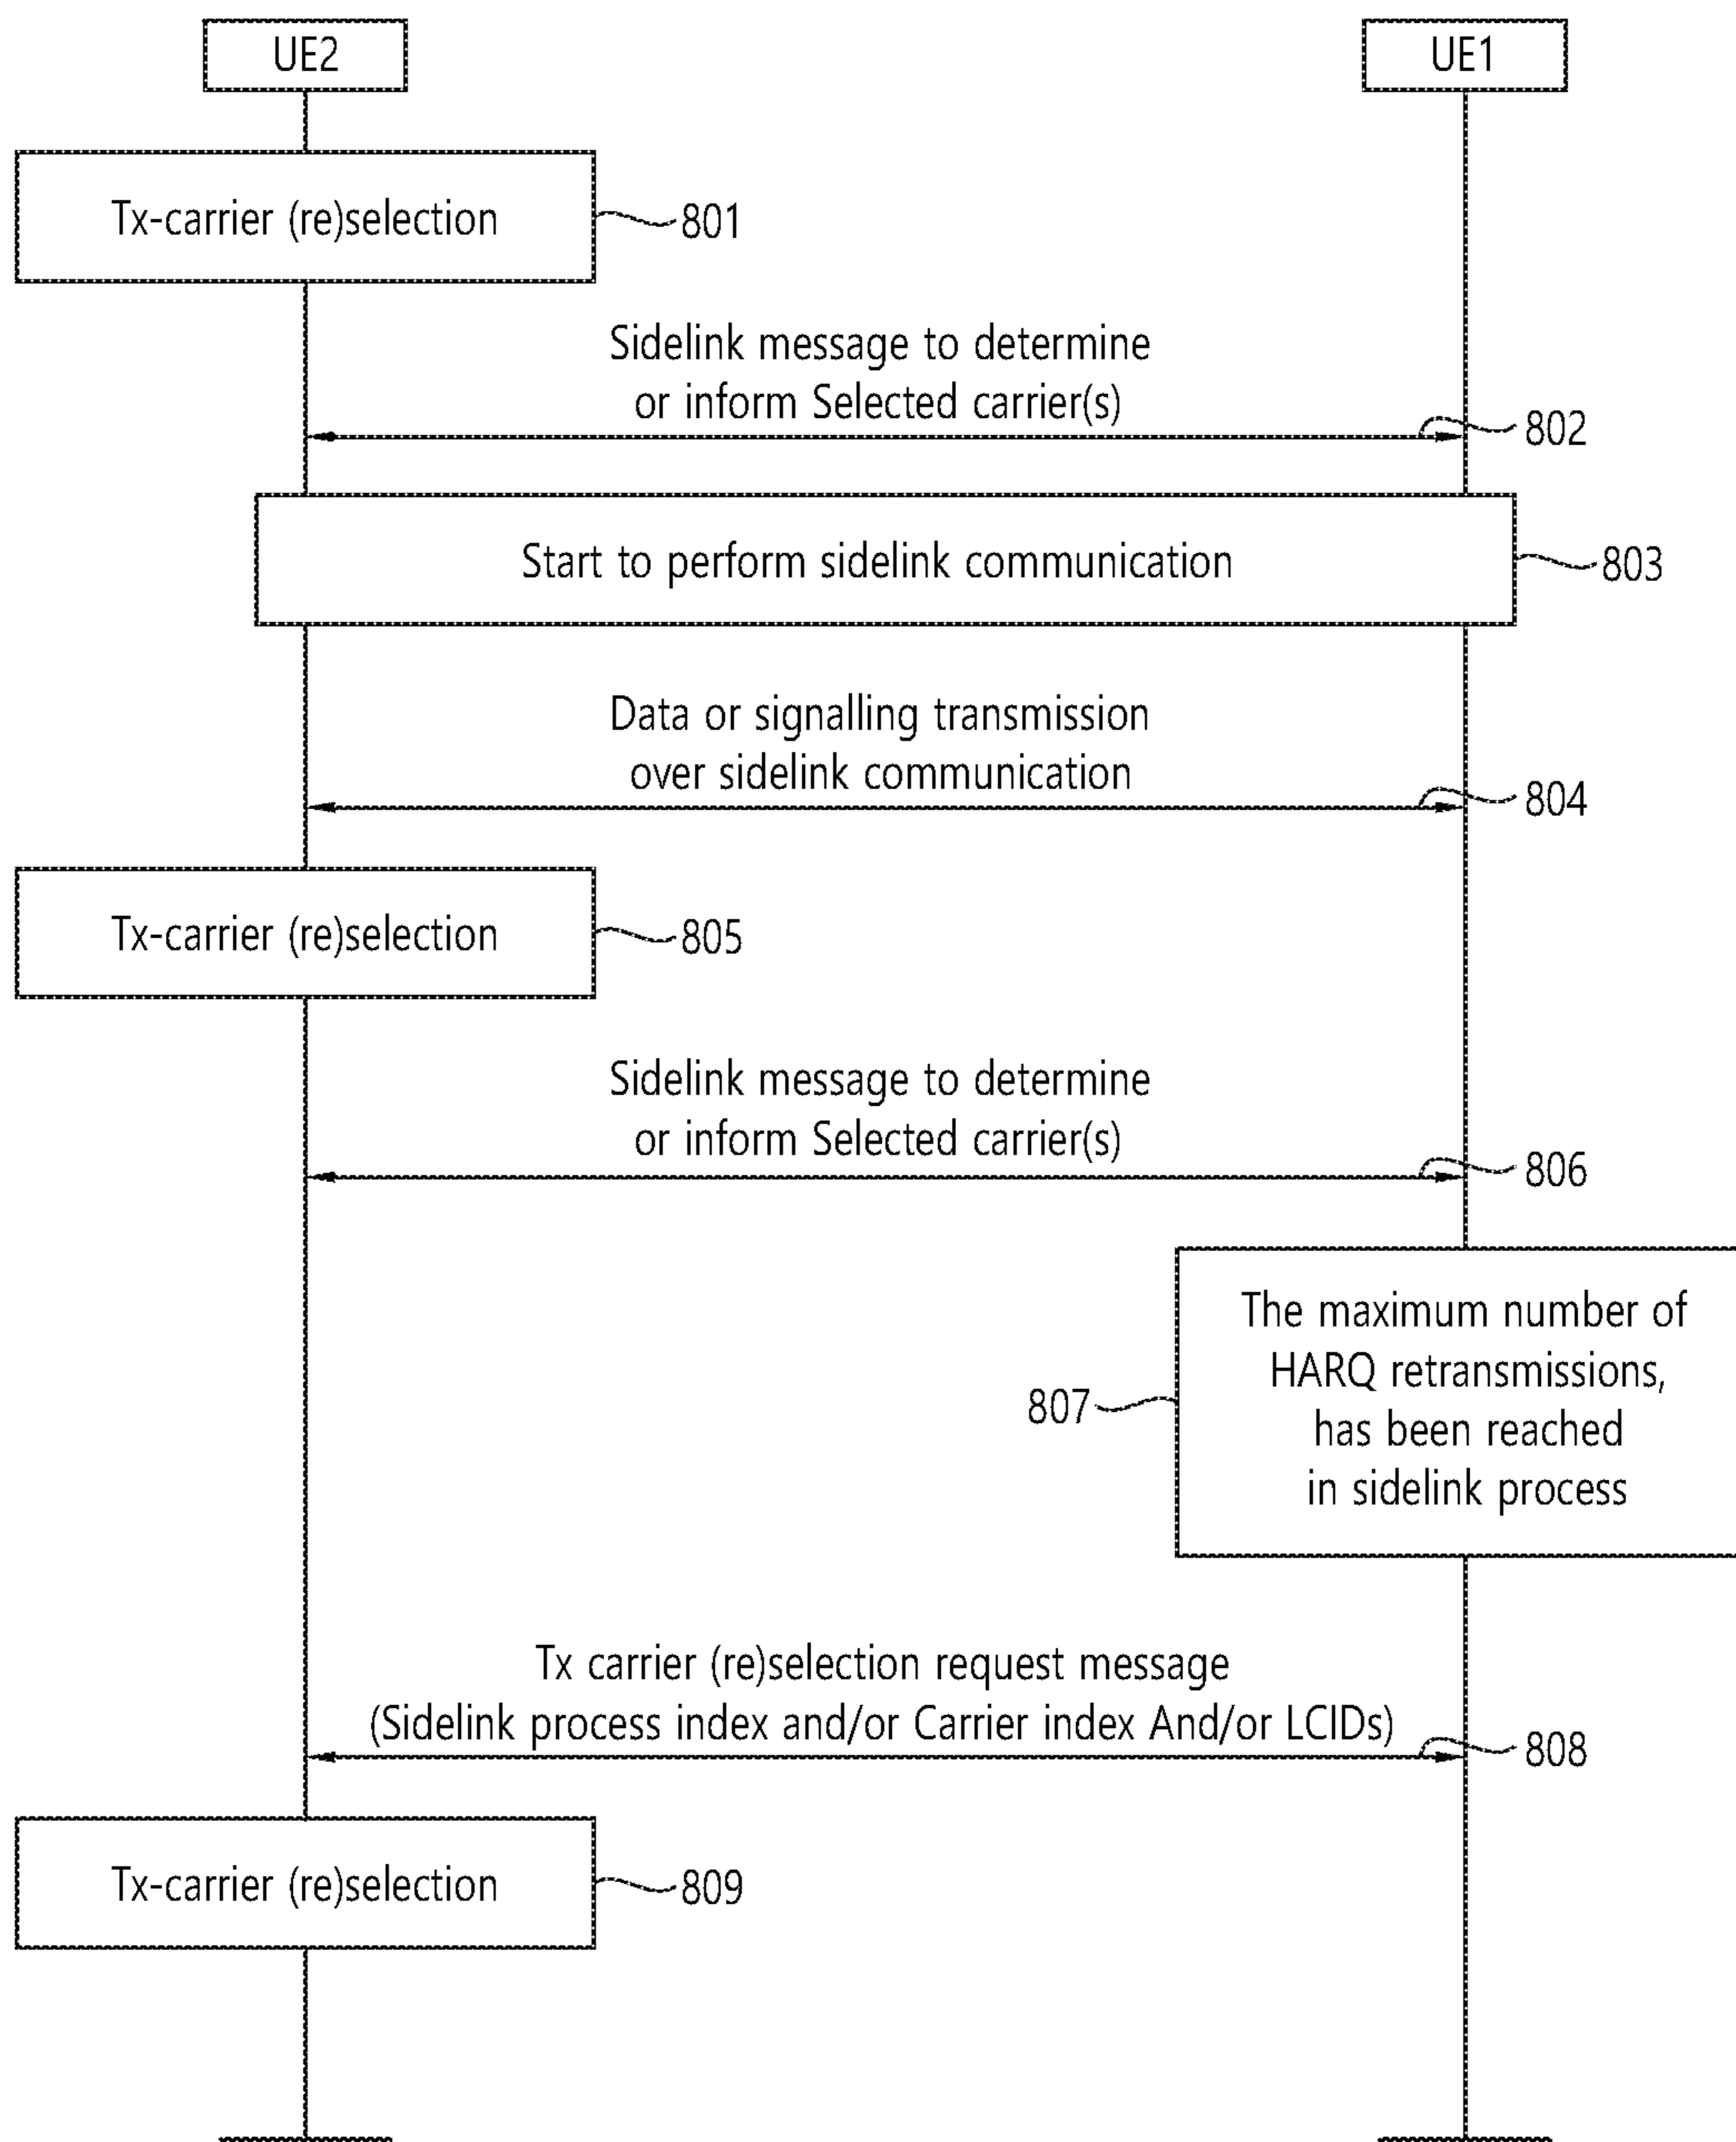 UE2
UE1
Tx-carrier (re)selection
801
Sidelink message to determine
or inform Selected carrier(s)
802
Start to perform sidelink communication
803
Data or signalling transmission
over sidelink communication
804
Tx-carrier (re)selection
805
Sidelink message to determine
or inform Selected carrier(s)
806
The maximum number of
HARQ retransmissions,
has been reached
in sidelink process
807
Tx carrier (re)selection request message
(Sidelink process index and/or Carrier index And/or LCIDs)
808
Tx-carrier (re)selection
809